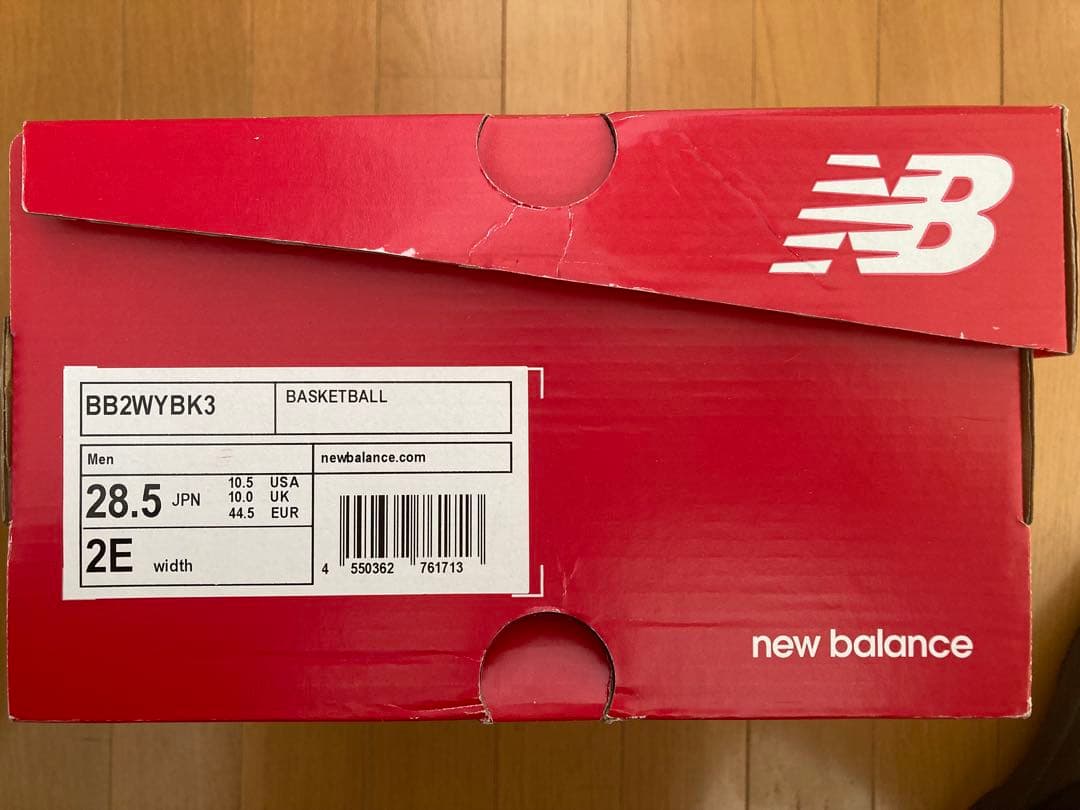 NB
BB2WYBK3
BASKETBALL
Men
newbalance.com
28.5 JPN
10.5 USA
10.0 UK
44.5 EUR
2E width
4 550362 761713
new balance